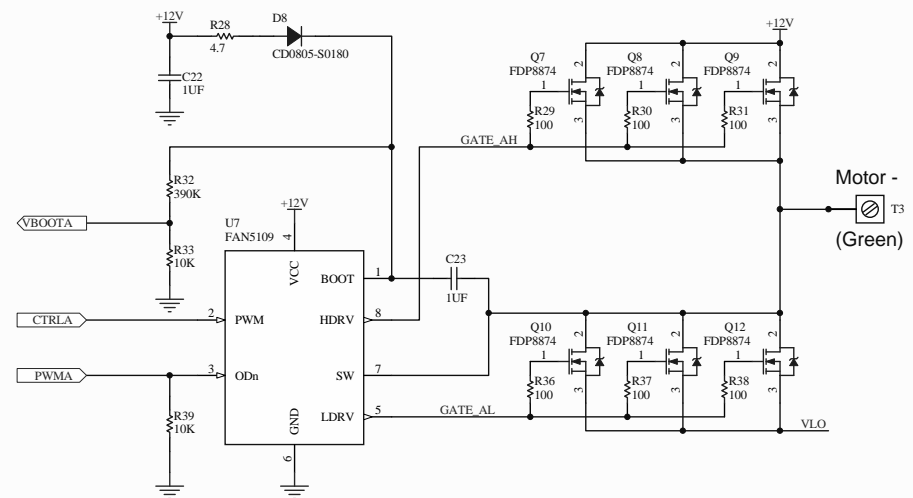 +12V
R28
4.7
D8
CD0805-S0180
C22
1UF
+12V
Q7
FDP8874
Q8
FDP8874
Q9
FDP8874
2
2
2
1
1
1
R29
100
R30
100
R31
100
3
3
3
GATE_AH
R32
390K
Motor -
T3
(Green)
VBOOTA
R33
10K
+12V
U7
FAN5109
4
VCC
BOOT
1
C23
1UF
CTRLA
2
PWM
HDRV
8
PWMA
3
ODn
SW
7
LDRV
5
GND
6
R39
10K
Q10
FDP8874
Q11
FDP8874
Q12
FDP8874
2
2
2
1
1
1
R36
100
R37
100
R38
100
3
3
3
GATE_AL
VLO